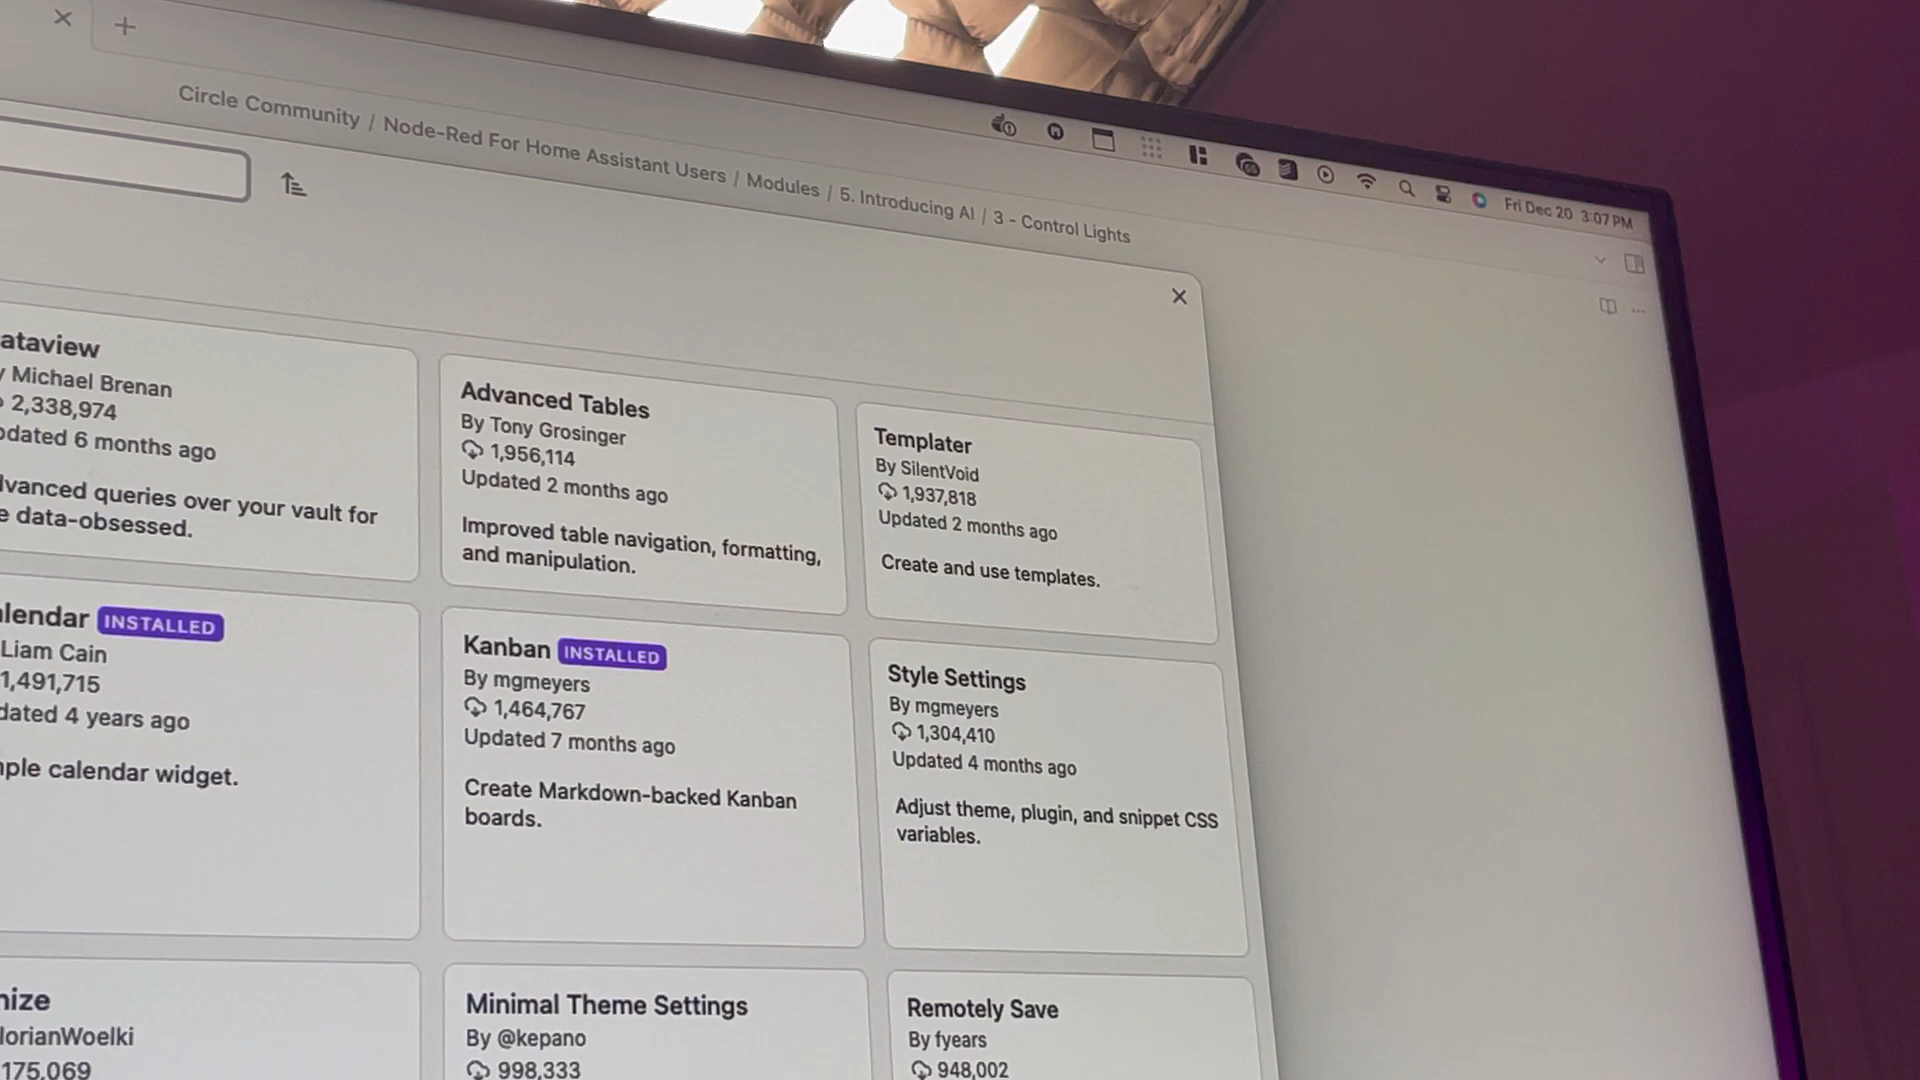 Circle Community / Node-Red For Home Assistant Users / Modules / 5. Introducing AI / 3 - Control Lights
Fri Dec 20 3:07 PM
ataview
Michael Brenan
2,338,974
dated 6 months ago
dvanced queries over your vault for
e data-obsessed.
Advanced Tables
By Tony Grosinger
1,956,114
Updated 2 months ago
Improved table navigation, formatting,
and manipulation.
Templater
By SilentVoid
1,937,818
Updated 2 months ago
Create and use templates.
alendar INSTALLED
Liam Cain
1,491,715
dated 4 years ago
mple calendar widget.
Kanban INSTALLED
By mgmeyers
1,464,767
Updated 7 months ago
Create Markdown-backed Kanban
boards.
Style Settings
By mgmeyers
1,304,410
Updated 4 months ago
Adjust theme, plugin, and snippet CSS
variables.
nize
lorianWoelki
175,069
Minimal Theme Settings
By @kepano
998,333
Remotely Save
By fyears
948,002